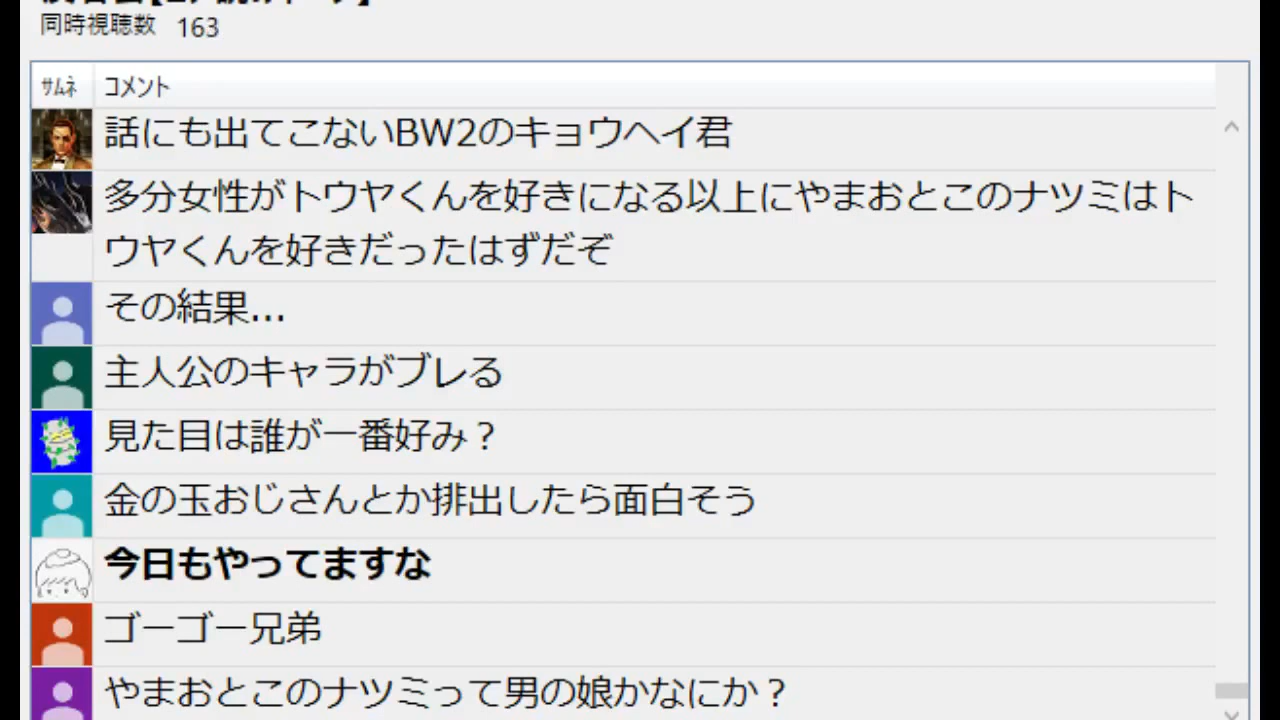 同時視聴数 163
ｻﾑﾈ コメント
話にも出てこないBW2のキョウヘイ君
多分女性がトウヤくんを好きになる以上にやまおとこのナツミはト
ウヤくんを好きだったはずだぞ
その結果…
主人公のキャラがブレる
見た目は誰が一番好み？
金の玉おじさんとか排出したら面白そう
今日もやってますな
ゴーゴー兄弟
やまおとこのナツミって男の娘かなにか？